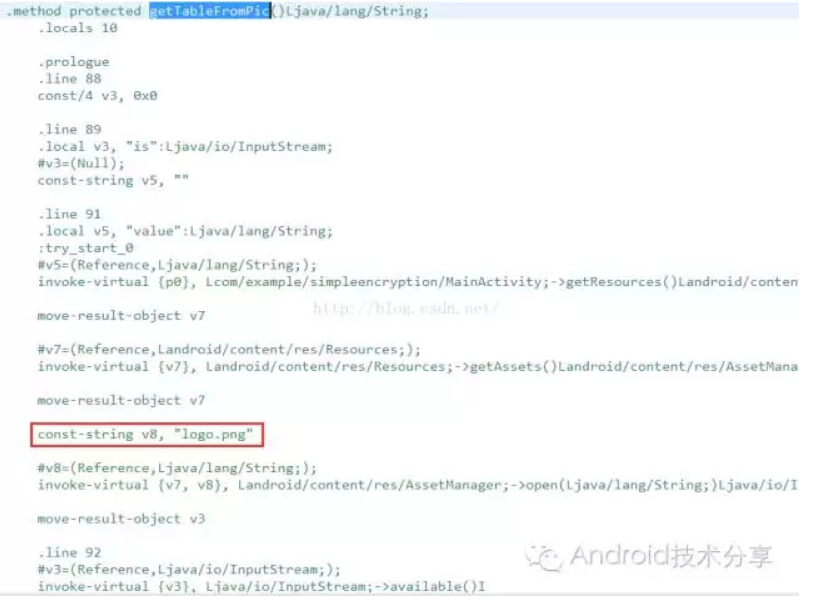 .method protected getTableFromPic()Ljava/lang/String;
.locals 10
.prologue
.line 88
const/4 v3, 0x0
.line 89
.local v3, "is":Ljava/io/InputStream;
#v3=(Null);
const-string v5, ""
.line 91
.local v5, "value":Ljava/lang/String;
:try_start_0
#v5=(Reference,Ljava/lang/String;);
invoke-virtual {p0}, Lcom/example/simpleencryption/MainActivity;->getResources()Landroid/conten
http://blog.csdn.net/
move-result-object v7
#v7=(Reference,Landroid/content/res/Resources;);
invoke-virtual {v7}, Landroid/content/res/Resources;->getAssets()Landroid/content/res/AssetMana
move-result-object v7
const-string v8, "logo.png"
#v8=(Reference,Ljava/lang/String;);
invoke-virtual {v7, v8}, Landroid/content/res/AssetManager;->open(Ljava/lang/String;)Ljava/io/I
move-result-object v3
.line 92
Android技术分享
#v3=(Reference,Ljava/io/InputStream;);
invoke-virtual {v3}, Ljava/io/InputStream;->available()I